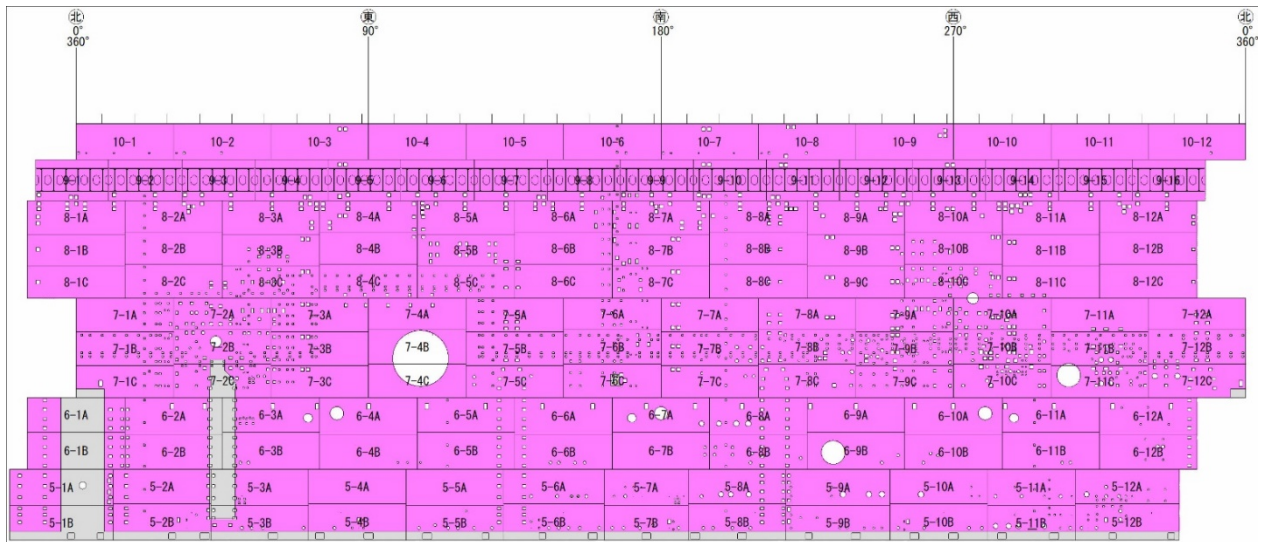 北 東 南 西 北
0° 90° 180° 270° 0°
360° 360°
10-1 10-2 10-3 10-4 10-5 10-6 10-7 10-8 10-9 10-10 10-11 10-12
9-1 9-2 9-3 9-4 9-5 9-6 9-7 9-8 9-9 9-10 9-11 9-12 9-13 9-14 9-15 9-16
8-1A 8-2A 8-3A 8-4A 8-5A 8-6A 8-7A 8-8A 8-9A 8-10A 8-11A 8-12A
8-1B 8-2B 8-3B 8-4B 8-5B 8-6B 8-7B 8-8B 8-9B 8-10B 8-11B 8-12B
8-1C 8-2C 8-3C 8-4C 8-5C 8-6C 8-7C 8-8C 8-9C 8-10C 8-11C 8-12C
7-1A 7-2A 7-3A 7-4A 7-5A 7-6A 7-7A 7-8A 7-9A 7-10A 7-11A 7-12A
7-1B 7-2B 7-3B 7-4B 7-5B 7-6B 7-7B 7-8B 7-9B 7-10B 7-11B 7-12B
7-1C 7-2C 7-3C 7-4C 7-5C 7-6C 7-7C 7-8C 7-9C 7-10C 7-11C 7-12C
6-1A 6-2A 6-3A 6-4A 6-5A 6-6A 6-7A 6-8A 6-9A 6-10A 6-11A 6-12A
6-1B 6-2B 6-3B 6-4B 6-5B 6-6B 6-7B 6-8B 6-9B 6-10B 6-11B 6-12B
5-1A 5-2A 5-3A 5-4A 5-5A 5-6A 5-7A 5-8A 5-9A 5-10A 5-11A 5-12A
5-1B 5-2B 5-3B 5-4B 5-5B 5-6B 5-7B 5-8B 5-9B 5-10B 5-11B 5-12B